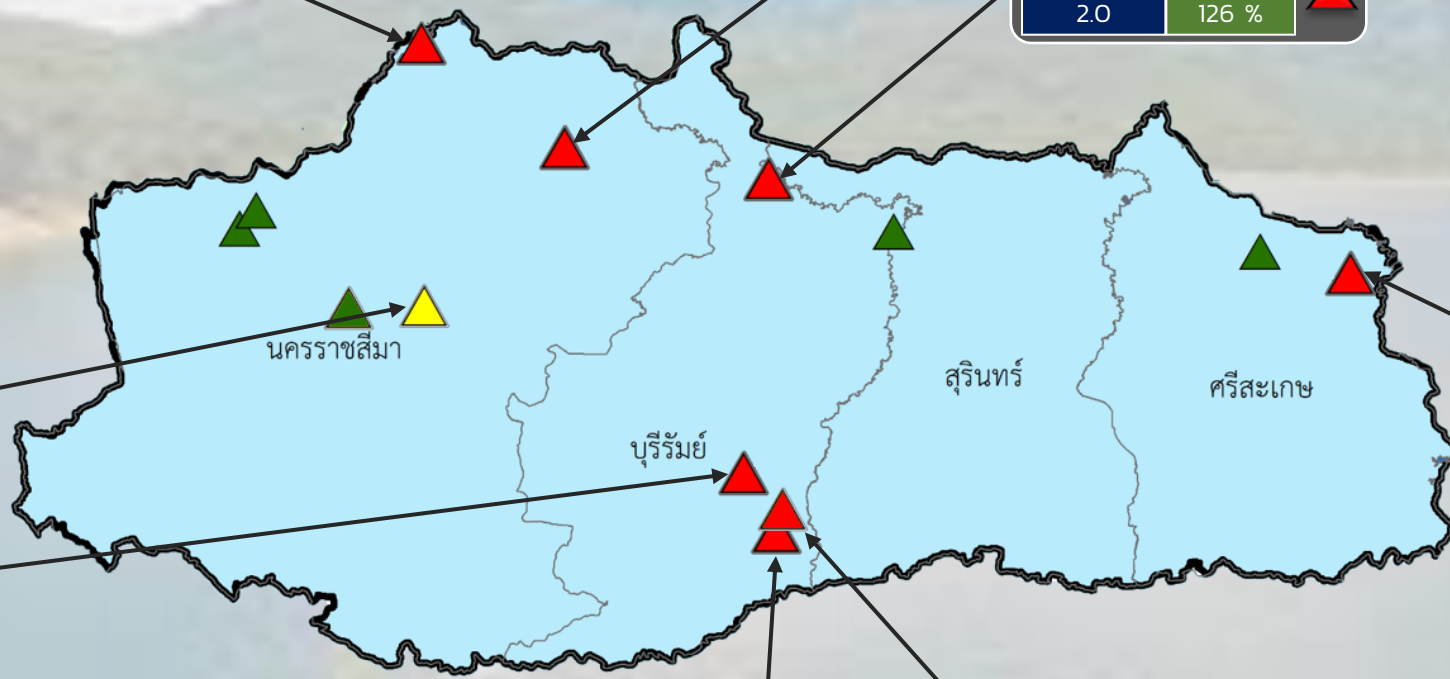 2.0
126 %
นครราชสีมา
สุรินทร์
ศรีสะเกษ
บุรีรัมย์